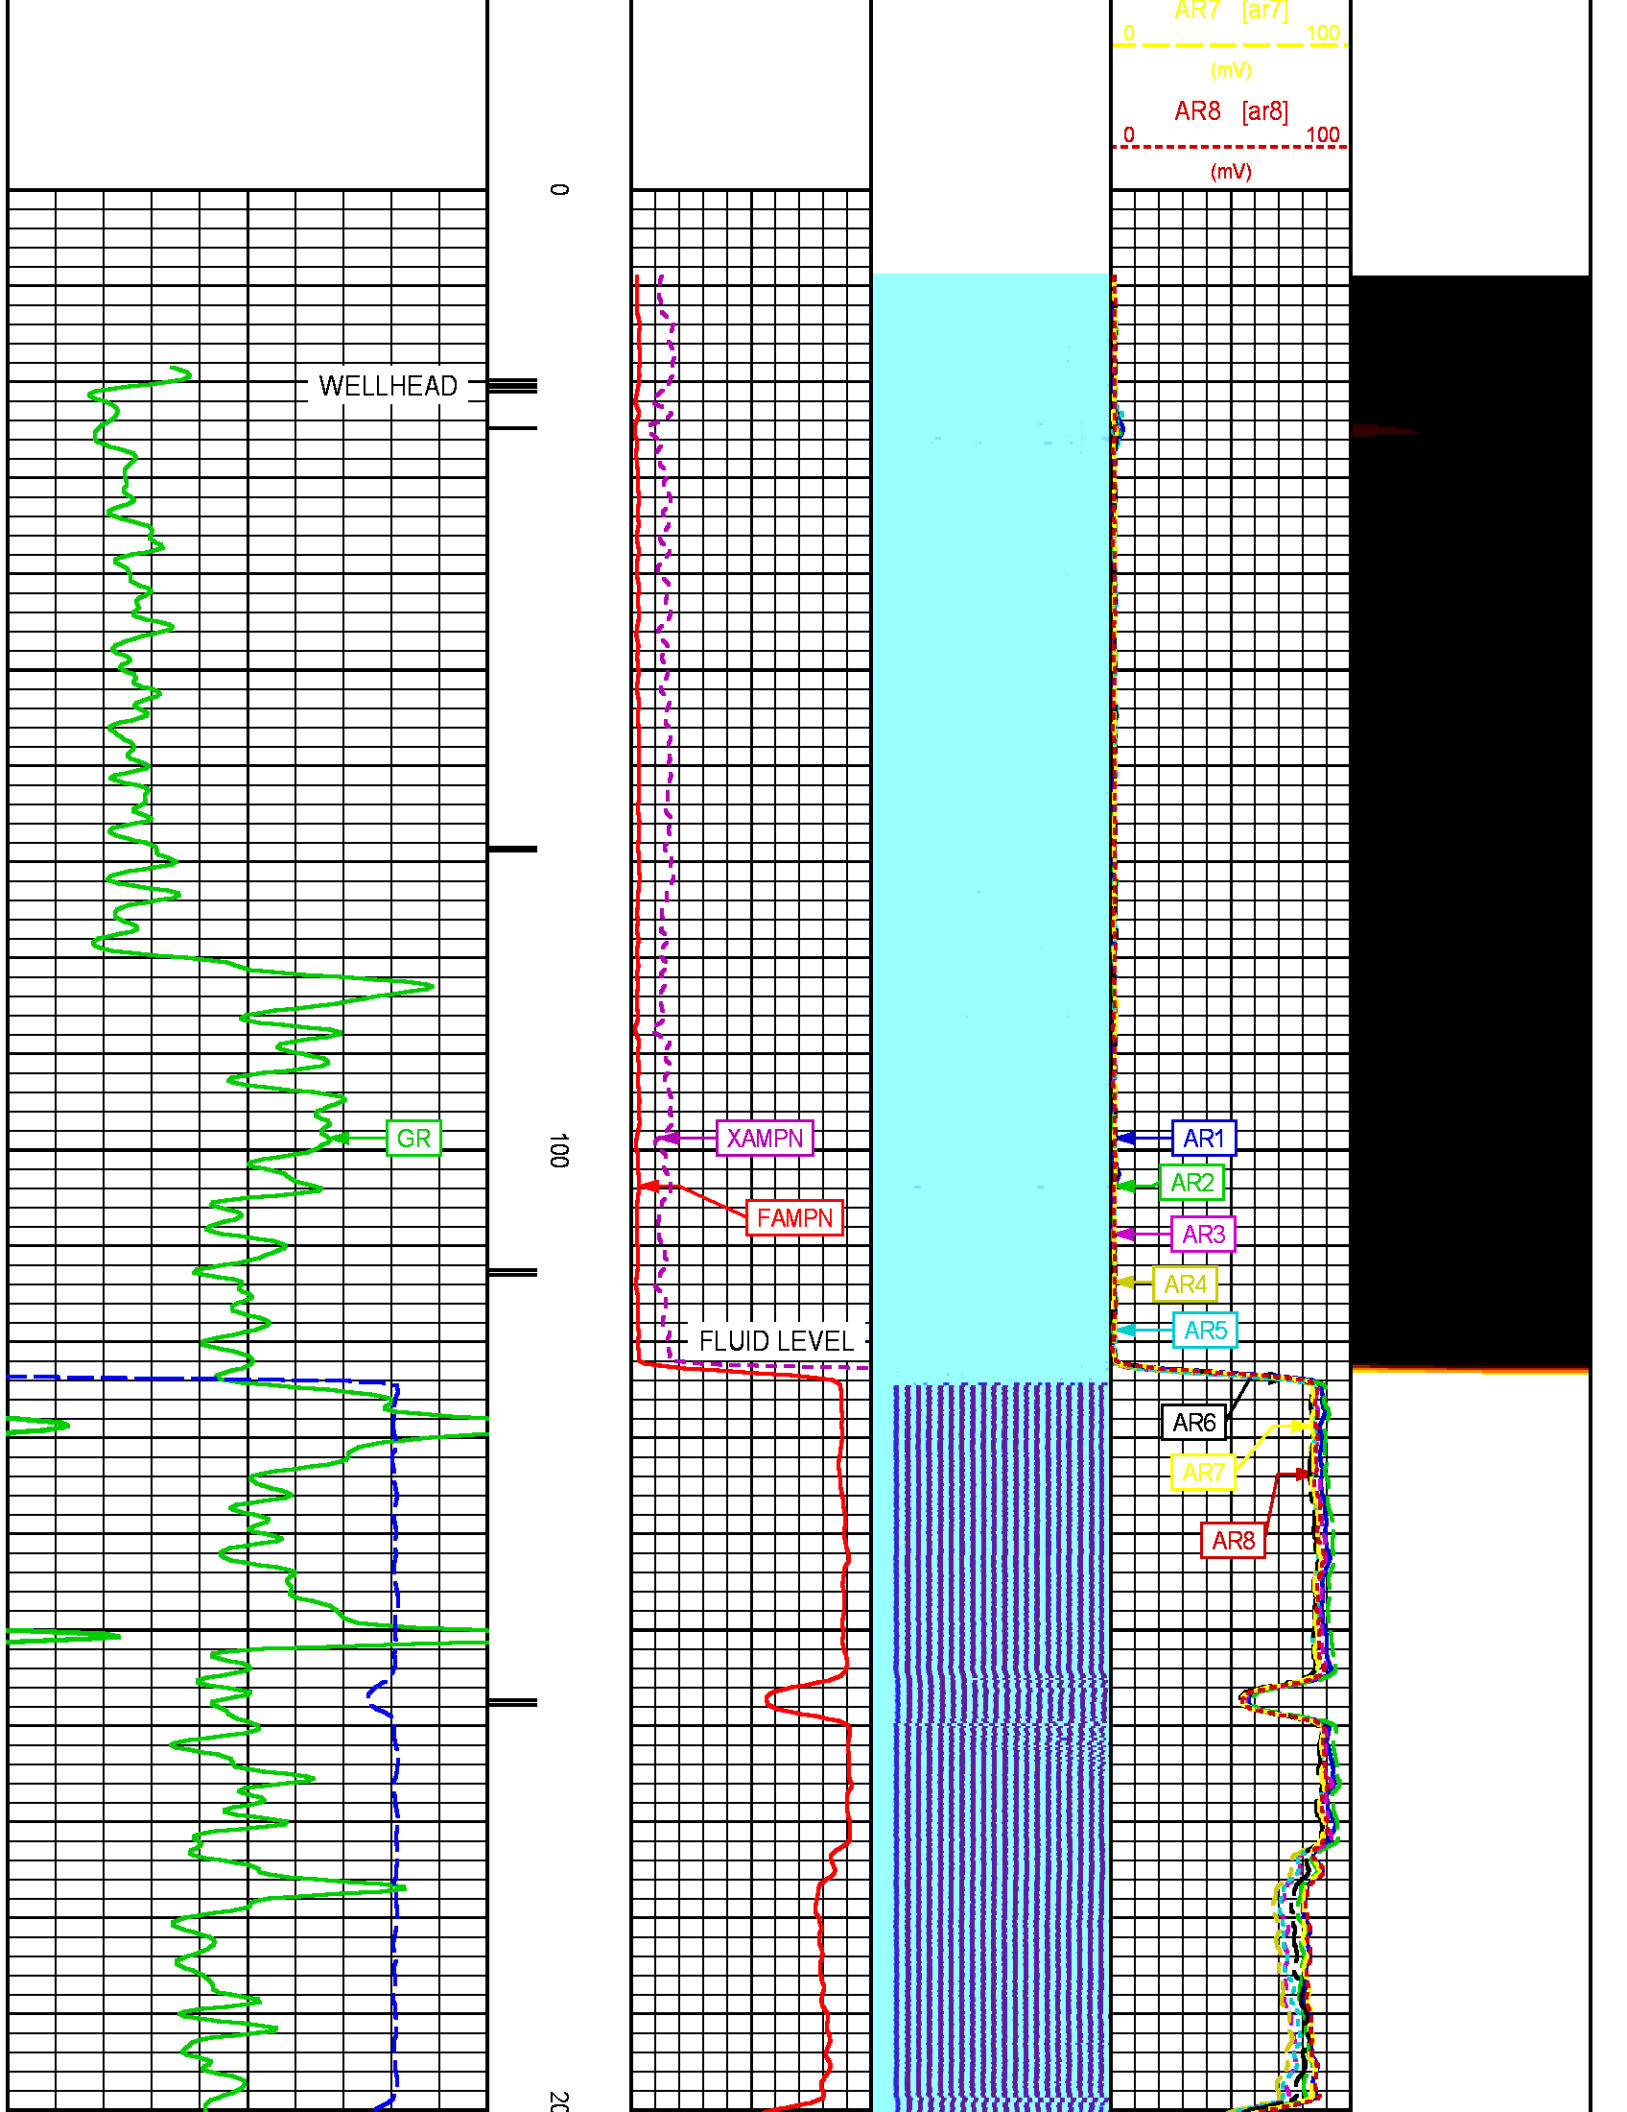 AR7 [ar7]
0 100
(mV)
AR8 [ar8]
0 100
(mV)
0
WELLHEAD
100
GR
XAMPN
FAMPN
AR1
AR2
AR3
AR4
AR5
FLUID LEVEL
AR6
AR7
AR8